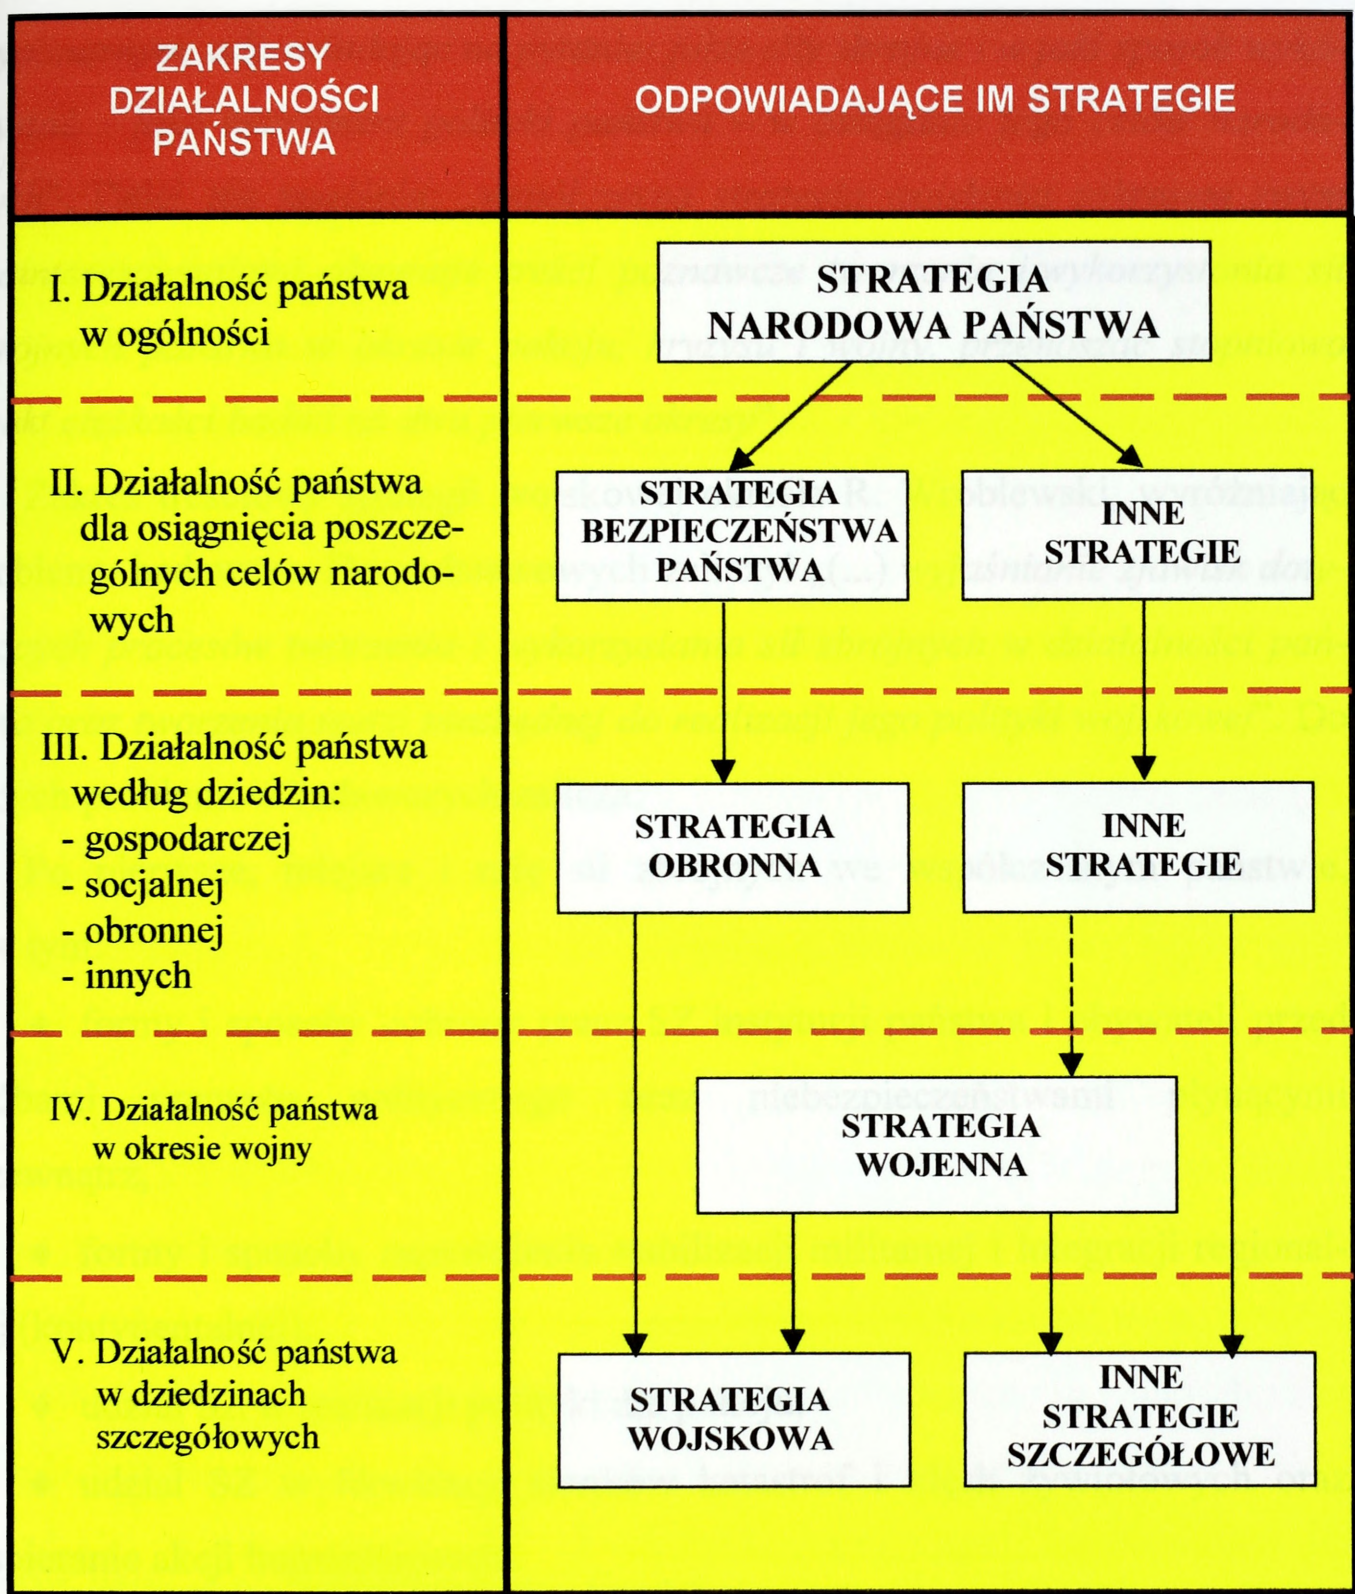 ZAKRESY
DZIAŁALNOŚCI
PAŃSTWA
ODPOWIADAJĄCE IM STRATEGIE
I. Działalność państwa
w ogólności
STRATEGIA
NARODOWA PAŃSTWA
II. Działalność państwa
dla osiągnięcia poszcze-
gólnych celów narodo-
wych
STRATEGIA
BEZPIECZEŃSTWA
PAŃSTWA
INNE
STRATEGIE
III. Działalność państwa
według dziedzin:
- gospodarczej
- socjalnej
- obronnej
- innych
STRATEGIA
OBRONNA
INNE
STRATEGIE
IV. Działalność państwa
w okresie wojny
STRATEGIA
WOJENNA
V. Działalność państwa
w dziedzinach
szczegółowych
STRATEGIA
WOJSKOWA
INNE
STRATEGIE
SZCZEGÓŁOWE